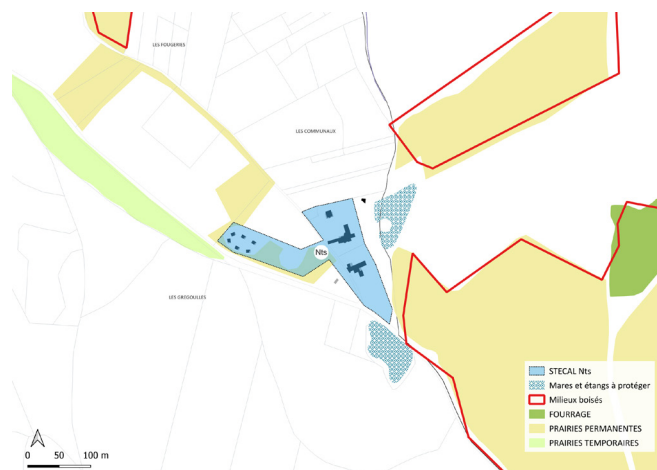 LES FOUGERIES
LES COMMUNAUX
Nts
LES GREGOUILLES
STECAL Nts
Mares et étangs à protéger
Milieux boisés
FOURRAGE
PRAIRIES PERMANENTES
PRAIRIES TEMPORAIRES
0 50 100 m